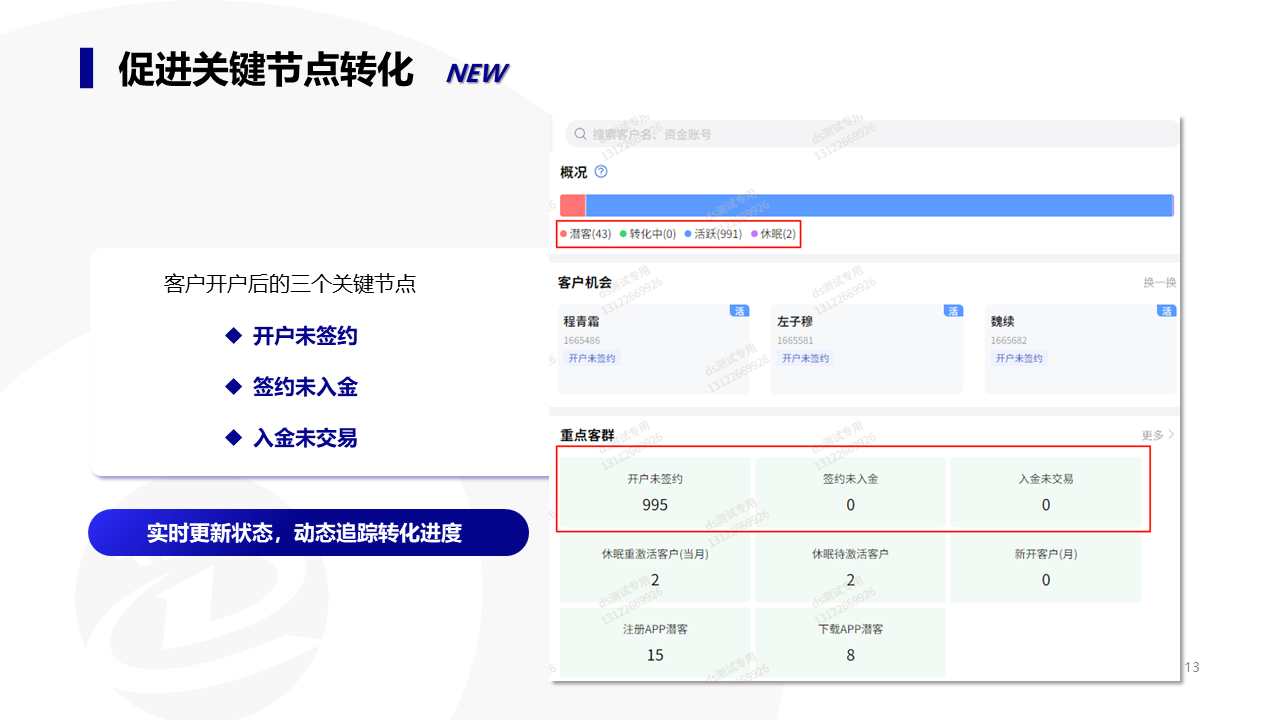 促进关键节点转化 NEW
客户开户后的三个关键节点
◆ 开户未签约
◆ 签约未入金
◆ 入金未交易
实时更新状态，动态追踪转化进度
搜索客户名、资金账号
概况
潜客(43) 转化中(0) 活跃(991) 休眠(2)
客户机会 换一换
程青霜 活
1665486
开户未签约
左子穆 活
1665581
开户未签约
魏续 活
1665682
开户未签约
重点客群 更多
开户未签约 签约未入金 入金未交易
995 0 0
休眠重激活客户(当月) 休眠待激活客户 新开客户(月)
2 2 0
注册APP潜客 下载APP潜客
15 8
ds测试专用
13122669926
13